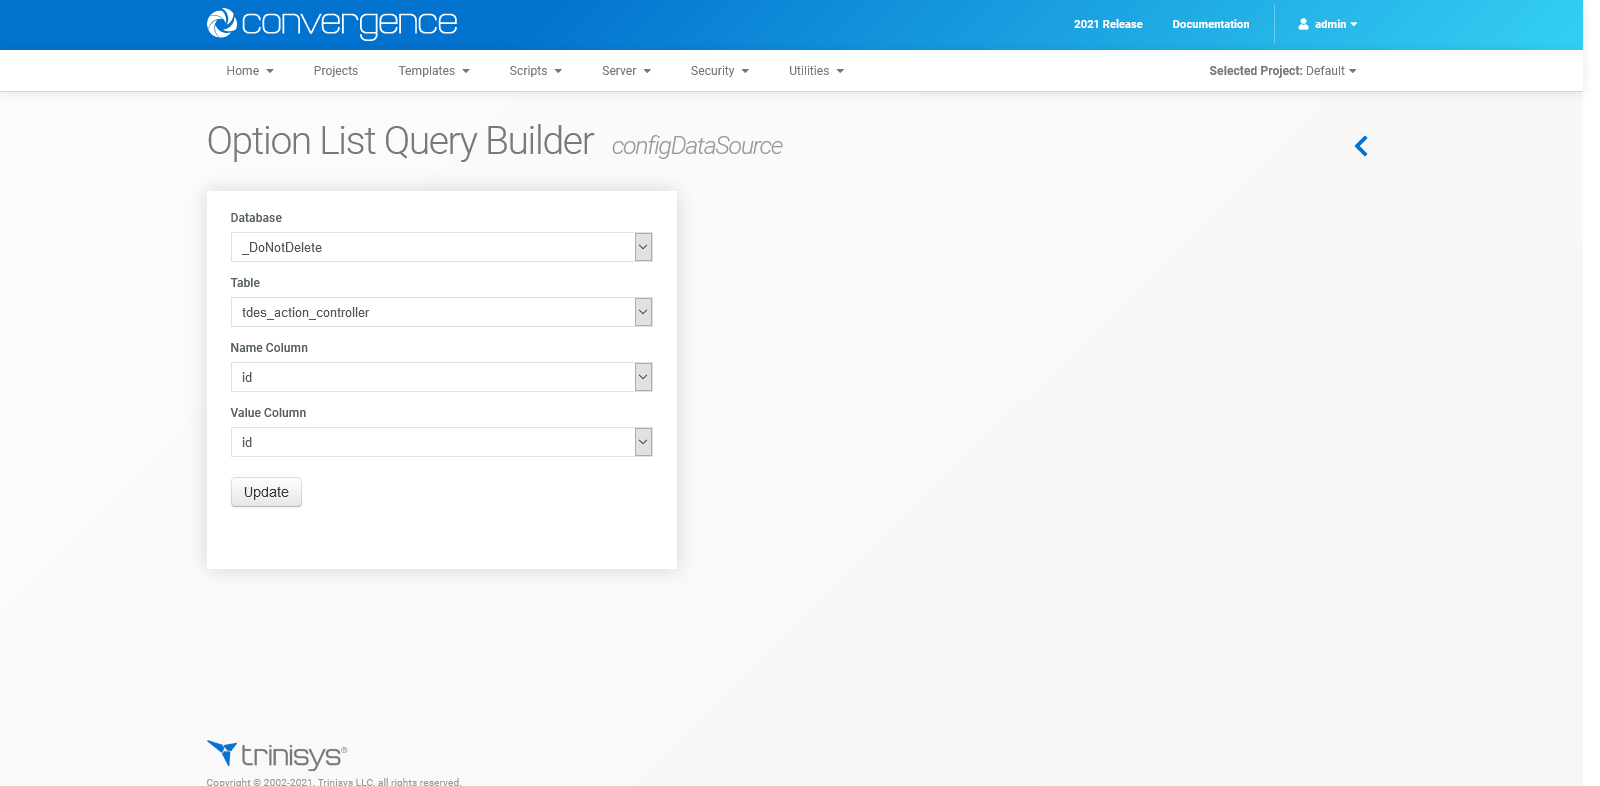 convergence
2021 Release Documentation admin
Home Projects Templates Scripts Server Security Utilities Selected Project: Default
Option List Query Builder configDataSource
Database
_DoNotDelete
Table
tdes_action_controller
Name Column
id
Value Column
id
Update
trinisys®
Copyright © 2002-2021, Trinisys LLC, all rights reserved.